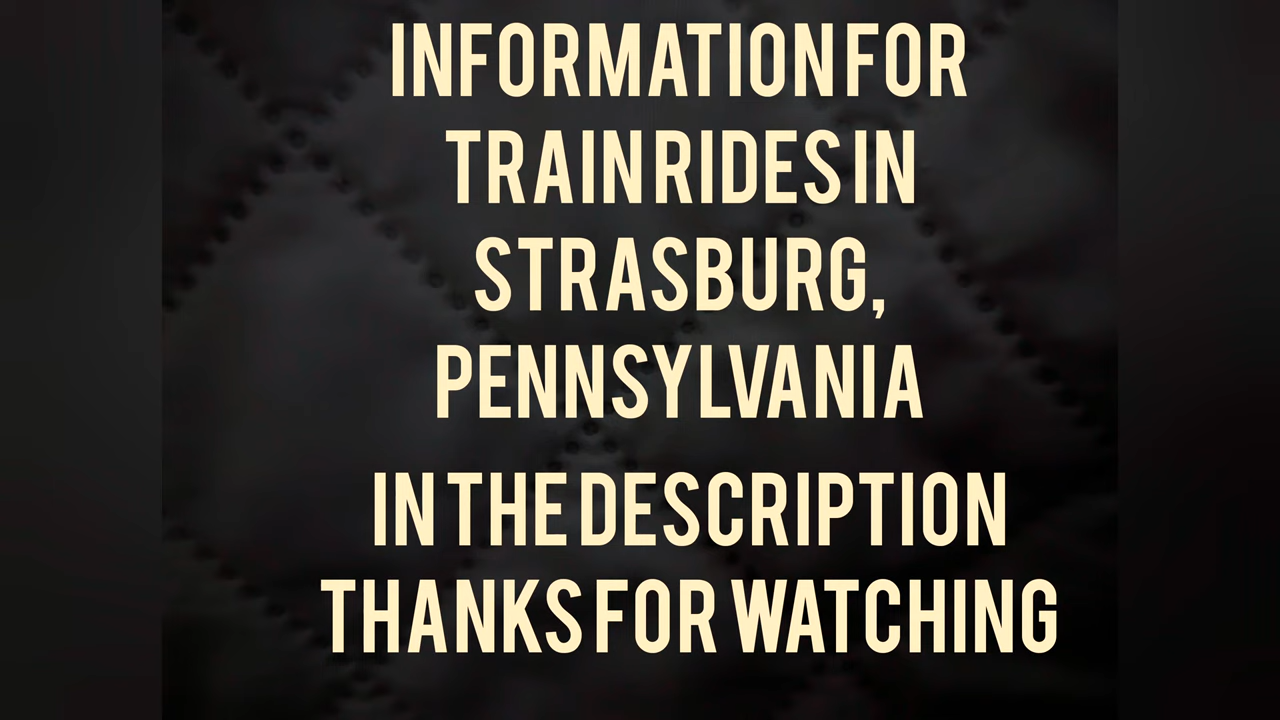 INFORMATION FOR
TRAIN RIDES IN
STRASBURG,
PENNSYLVANIA
IN THE DESCRIPTION
THANKS FOR WATCHING